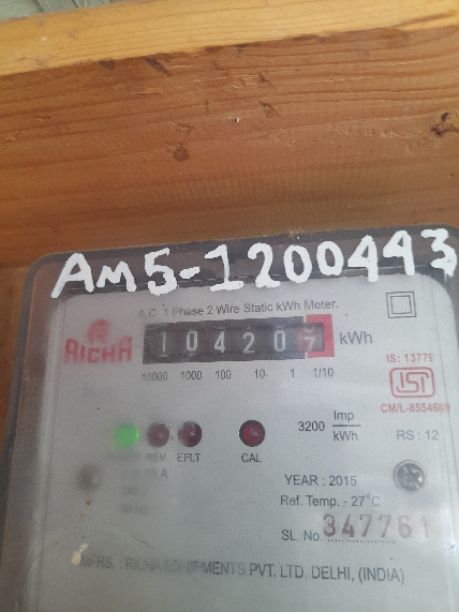 AM5-1200443
A.C. 1 Phase 2 Wire Static kWh Meter.
RICHA
10420 kWh
10000 1000 100 10 1 1/10
IS: 13779
ISI
CM/L-8554689
3200 Imp/kWh
RS: 12
REV. EFLT CAL
YEAR : 2015
Ref. Temp. - 27°C
SL. No. 347761
MFRS. : RICHA EQUIPMENTS PVT. LTD. DELHI, (INDIA)